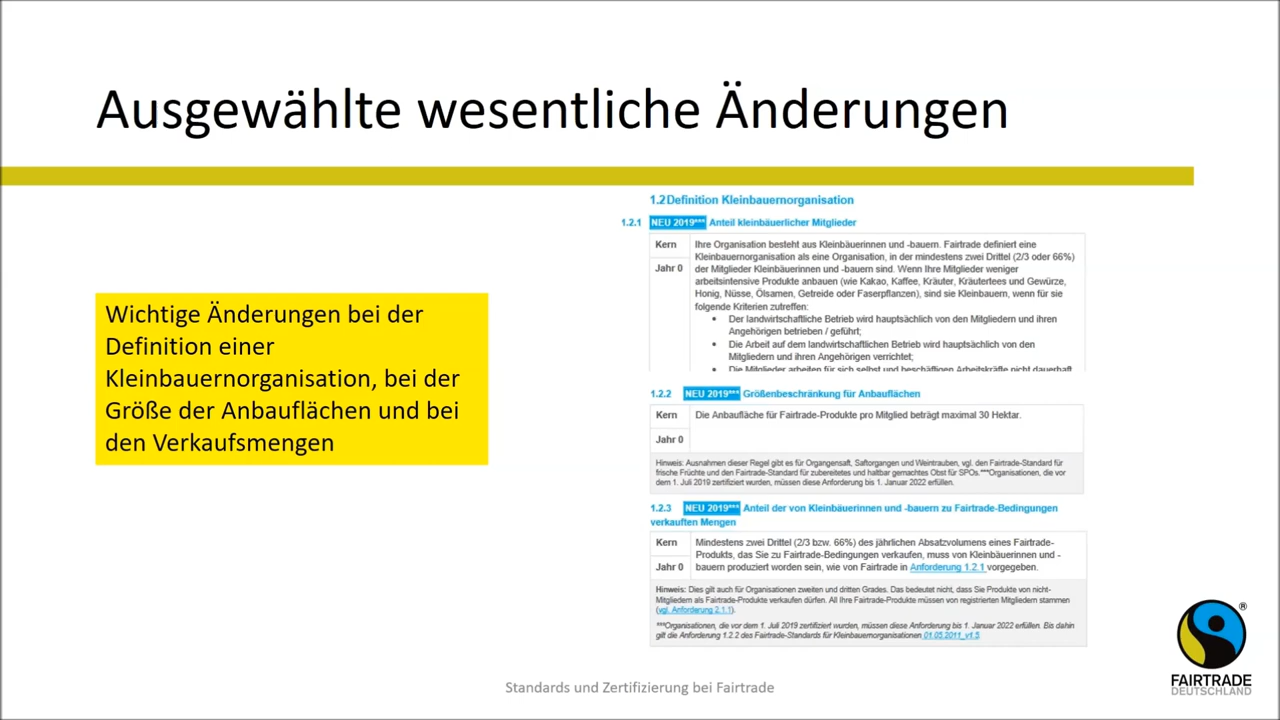 Ausgewählte wesentliche Änderungen
Wichtige Änderungen bei der
Definition einer
Kleinbauernorganisation, bei der
Größe der Anbauflächen und bei
den Verkaufsmengen
1.2 Definition Kleinbauernorganisation
1.2.1 NEU 2019*** Anteil kleinbäuerlicher Mitglieder
Kern
Jahr 0
Ihre Organisation besteht aus Kleinbäuerinnen und -bauern. Fairtrade definiert eine
Kleinbauernorganisation als eine Organisation, in der mindestens zwei Drittel (2/3 oder 66%)
der Mitglieder Kleinbäuerinnen und -bauern sind. Wenn Ihre Mitglieder weniger
arbeitsintensive Produkte anbauen (wie Kakao, Kaffee, Kräuter, Kräutertees und Gewürze,
Honig, Nüsse, Ölsamen, Getreide oder Faserpflanzen), sind sie Kleinbauern, wenn für sie
folgende Kriterien zutreffen:
• Der landwirtschaftliche Betrieb wird hauptsächlich von den Mitgliedern und ihren
Angehörigen betrieben / geführt;
• Die Arbeit auf dem landwirtschaftlichen Betrieb wird hauptsächlich von den
Mitgliedern und ihren Angehörigen verrichtet;
• Die Mitglieder arbeiten für sich selbst und beschäftigen Arbeitskräfte nicht dauerhaft
1.2.2 NEU 2019*** Größenbeschränkung für Anbauflächen
Kern
Jahr 0
Die Anbaufläche für Fairtrade-Produkte pro Mitglied beträgt maximal 30 Hektar.
Hinweis: Ausnahmen dieser Regel gibt es für Organgensaft, Saftorgangen und Weintrauben, vgl. den Fairtrade-Standard für
frische Früchte und den Fairtrade-Standard für zubereitetes und haltbar gemachtes Obst für SPOs.***Organisationen, die vor
dem 1. Juli 2019 zertifiziert wurden, müssen diese Anforderung bis 1. Januar 2022 erfüllen.
1.2.3 NEU 2019*** Anteil der von Kleinbäuerinnen und -bauern zu Fairtrade-Bedingungen
verkauften Mengen
Kern
Jahr 0
Mindestens zwei Drittel (2/3 bzw. 66%) des jährlichen Absatzvolumens eines Fairtrade-
Produkts, das Sie zu Fairtrade-Bedingungen verkaufen, muss von Kleinbäuerinnen und -
bauern produziert worden sein, wie von Fairtrade in Anforderung 1.2.1 vorgegeben.
Hinweis: Dies gilt auch für Organisationen zweiten und dritten Grades. Das bedeutet nicht, dass Sie Produkte von nicht-
Mitgliedern als Fairtrade-Produkte verkaufen dürfen. All Ihre Fairtrade-Produkte müssen von registrierten Mitgliedern stammen
(vgl. Anforderung 2.1.1).
***Organisationen, die vor dem 1. Juli 2019 zertifiziert wurden, müssen diese Anforderung bis 1. Januar 2022 erfüllen. Bis dahin
gilt die Anforderung 1.2.2 des Fairtrade-Standards für Kleinbauernorganisationen 01.05.2011_v1.5
Standards und Zertifizierung bei Fairtrade
®
FAIRTRADE
DEUTSCHLAND